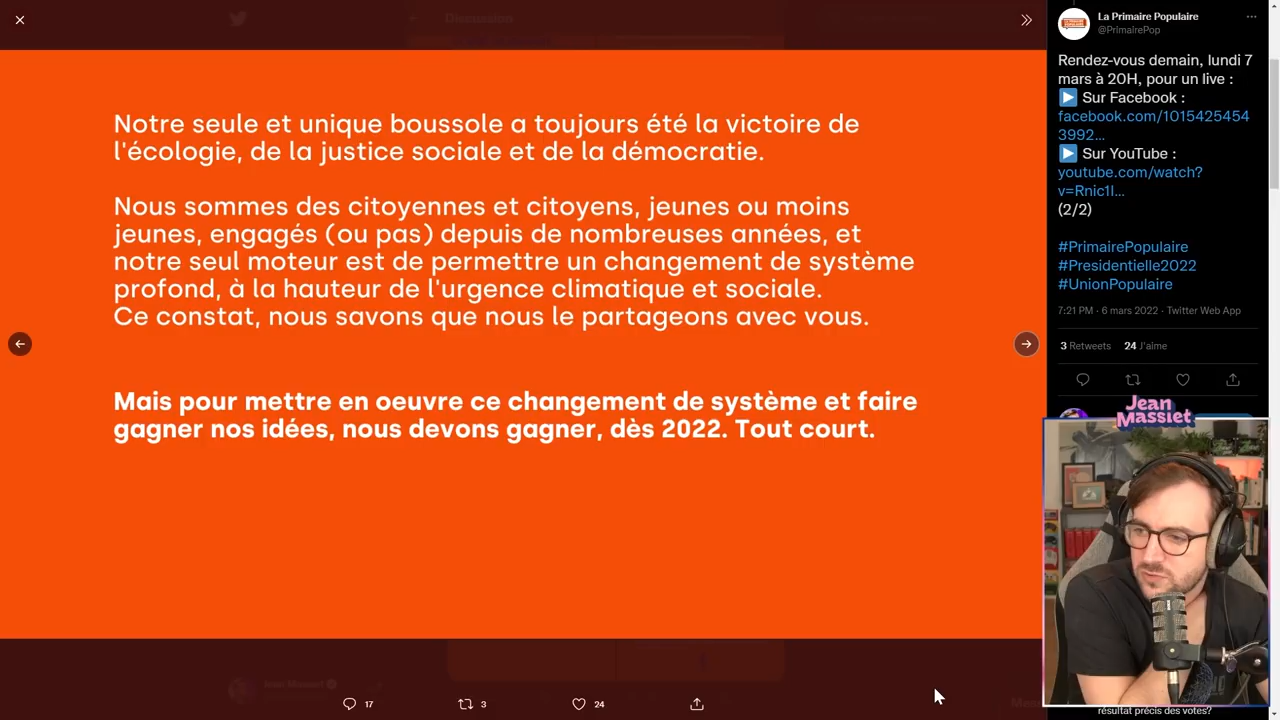 Discussion
Notre seule et unique boussole a toujours été la victoire de
l'écologie, de la justice sociale et de la démocratie.
Nous sommes des citoyennes et citoyens, jeunes ou moins
jeunes, engagés (ou pas) depuis de nombreuses années, et
notre seul moteur est de permettre un changement de système
profond, à la hauteur de l'urgence climatique et sociale.
Ce constat, nous savons que nous le partageons avec vous.
Mais pour mettre en oeuvre ce changement de système et faire
gagner nos idées, nous devons gagner, dès 2022. Tout court.
17
3
24
La Primaire Populaire
@PrimairePop
Rendez-vous demain, lundi 7
mars à 20H, pour un live :
Sur Facebook :
facebook.com/1015425454
3992…
Sur YouTube :
youtube.com/watch?
v=Rnic1I…
(2/2)
#PrimairePopulaire
#Presidentielle2022
#UnionPopulaire
7:21 PM · 6 mars 2022 · Twitter Web App
3 Retweets 24 J'aime
Jean
Massiet
résultat précis des votes?